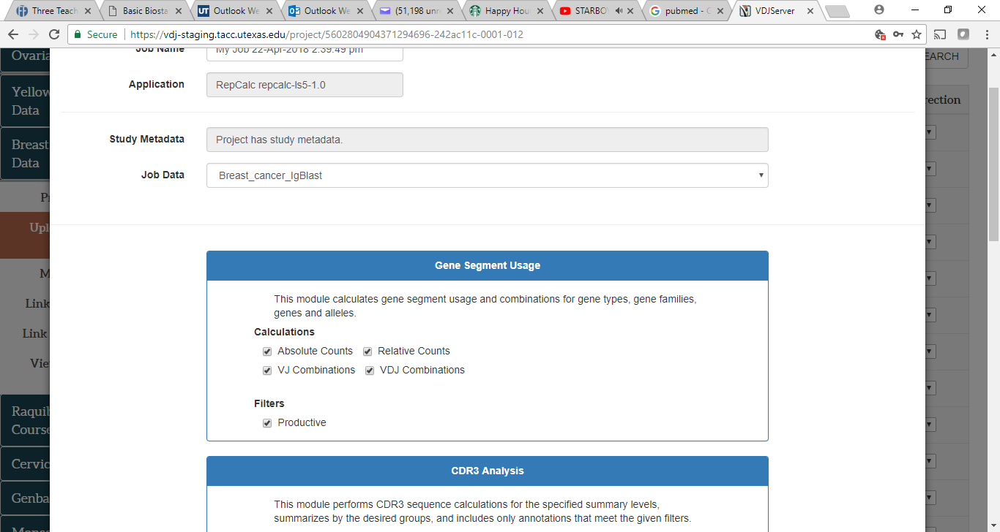 Three Teach
Basic Biosta
UT Outlook We
Outlook We
(51,198 unr
Happy Hou
STARBO
pubmed - G
VDJServer
Secure https://vdj-staging.tacc.utexas.edu/project/5602804904371294696-242ac11c-0001-012
Ovaria
Yellow
Data
Breast
Data
Upl
Link
Link
Vie
Raquib
Course
Cervic
Genba
EARCH
rection
Job Name
My Job 22-Apr-2018 2:39:49 pm
Application
RepCalc repcalc-ls5-1.0
Study Metadata
Project has study metadata.
Job Data
Breast_cancer_IgBlast
Gene Segment Usage
This module calculates gene segment usage and combinations for gene types, gene families,
genes and alleles.
Calculations
Absolute Counts Relative Counts
VJ Combinations VDJ Combinations
Filters
Productive
CDR3 Analysis
This module performs CDR3 sequence calculations for the specified summary levels,
summarizes by the desired groups, and includes only annotations that meet the given filters.